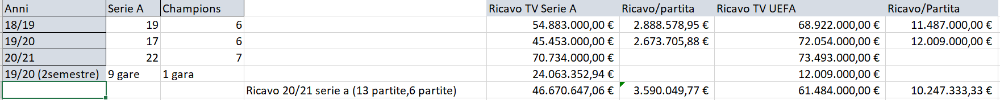 Anni Serie A Champions Ricavo TV Serie A Ricavo/partita Ricavo TV UEFA Ricavo/Partita
18/19 19 6 54.883.000,00 € 2.888.578,95 € 68.922.000,00 € 11.487.000,00 €
19/20 17 6 45.453.000,00 € 2.673.705,88 € 72.054.000,00 € 12.009.000,00 €
20/21 22 7 70.734.000,00 € 73.493.000,00 €
19/20 (2semestre) 9 gare 1 gara 24.063.352,94 € 12.009.000,00 €
Ricavo 20/21 serie a (13 partite,6 partite) 46.670.647,06 € 3.590.049,77 € 61.484.000,00 € 10.247.333,33 €